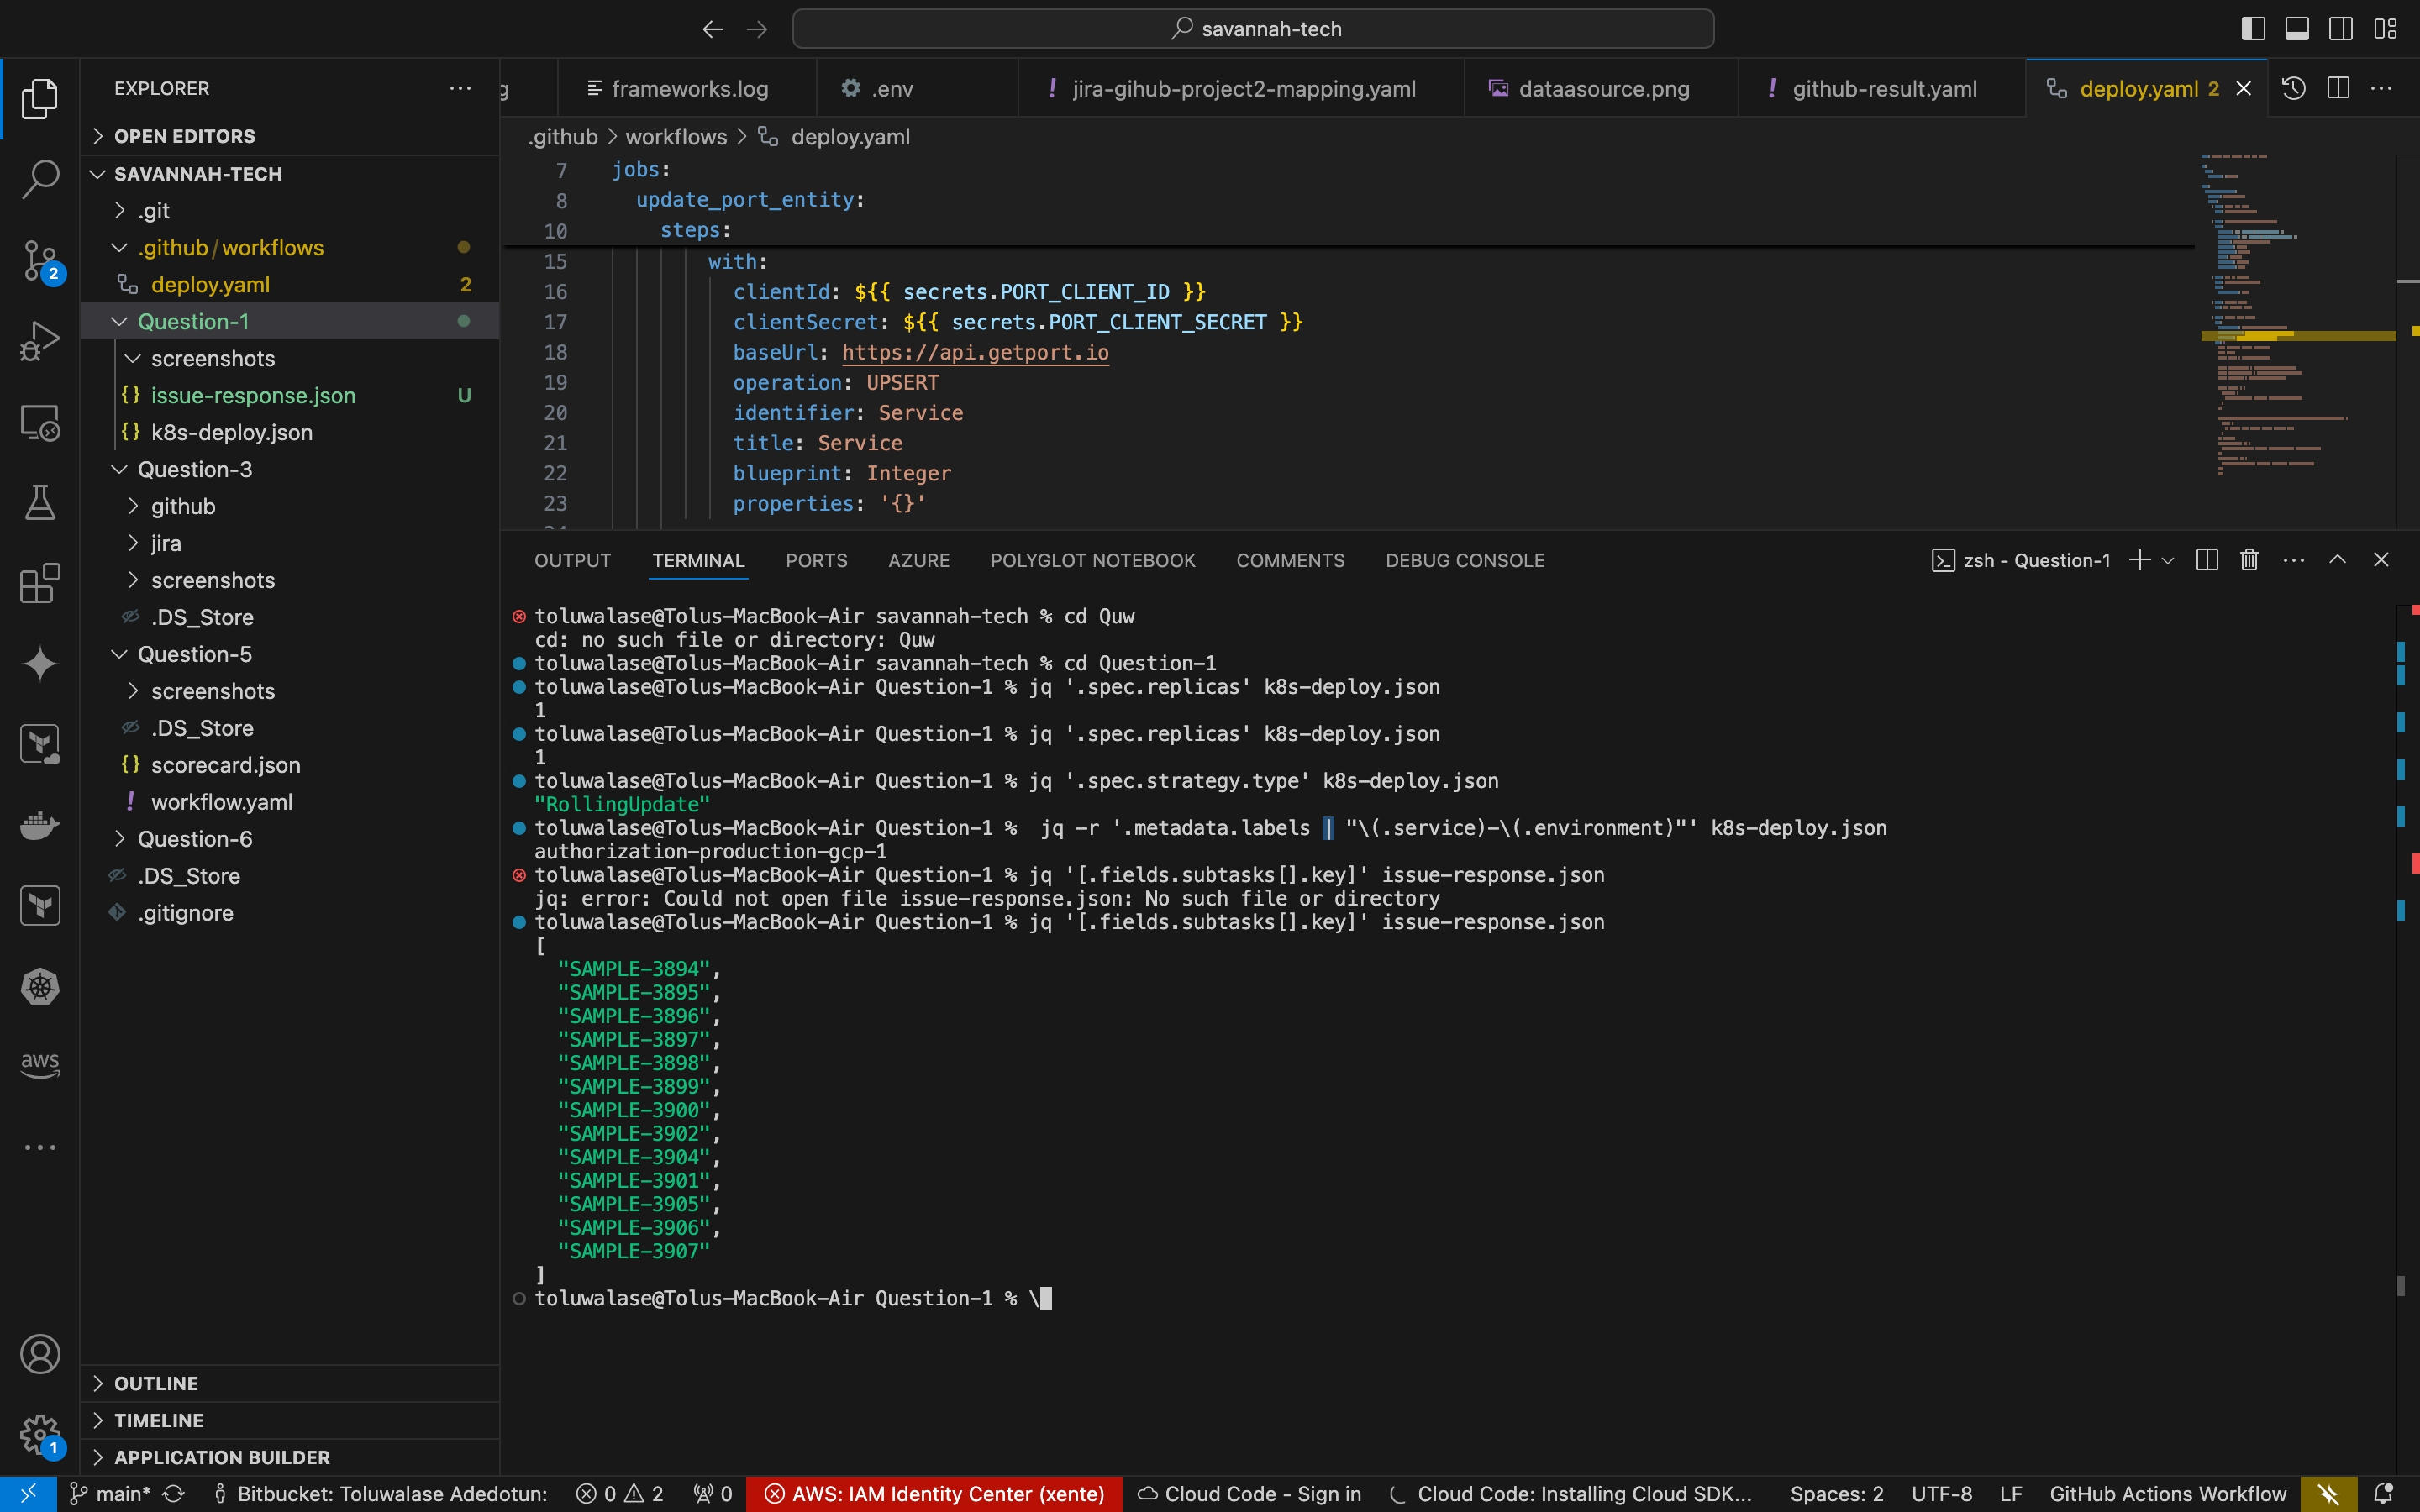 savannah-tech
EXPLORER
g
frameworks.log
.env
jira-gihub-project2-mapping.yaml
dataasource.png
github-result.yaml
deploy.yaml 2
OPEN EDITORS
SAVANNAH-TECH
.git
.github/workflows
deploy.yaml 2
Question-1
screenshots
issue-response.json U
k8s-deploy.json
Question-3
github
jira
screenshots
.DS_Store
Question-5
screenshots
.DS_Store
scorecard.json
workflow.yaml
Question-6
.DS_Store
.gitignore
OUTLINE
TIMELINE
APPLICATION BUILDER
2
aws
1
.github > workflows > deploy.yaml
7 jobs:
8 update_port_entity:
10 steps:
15 with:
16 clientId: ${{ secrets.PORT_CLIENT_ID }}
17 clientSecret: ${{ secrets.PORT_CLIENT_SECRET }}
18 baseUrl: https://api.getport.io
19 operation: UPSERT
20 identifier: Service
21 title: Service
22 blueprint: Integer
23 properties: '{}'
OUTPUT TERMINAL PORTS AZURE POLYGLOT NOTEBOOK COMMENTS DEBUG CONSOLE
zsh - Question-1
toluwalase@Tolus-MacBook-Air savannah-tech % cd Quw
cd: no such file or directory: Quw
toluwalase@Tolus-MacBook-Air savannah-tech % cd Question-1
toluwalase@Tolus-MacBook-Air Question-1 % jq '.spec.replicas' k8s-deploy.json
1
toluwalase@Tolus-MacBook-Air Question-1 % jq '.spec.replicas' k8s-deploy.json
1
toluwalase@Tolus-MacBook-Air Question-1 % jq '.spec.strategy.type' k8s-deploy.json
"RollingUpdate"
toluwalase@Tolus-MacBook-Air Question-1 %  jq -r '.metadata.labels | "\(.service)-\(.environment)"' k8s-deploy.json
authorization-production-gcp-1
toluwalase@Tolus-MacBook-Air Question-1 % jq '[.fields.subtasks[].key]' issue-response.json
jq: error: Could not open file issue-response.json: No such file or directory
toluwalase@Tolus-MacBook-Air Question-1 % jq '[.fields.subtasks[].key]' issue-response.json
[
"SAMPLE-3894",
"SAMPLE-3895",
"SAMPLE-3896",
"SAMPLE-3897",
"SAMPLE-3898",
"SAMPLE-3899",
"SAMPLE-3900",
"SAMPLE-3902",
"SAMPLE-3904",
"SAMPLE-3901",
"SAMPLE-3905",
"SAMPLE-3906",
"SAMPLE-3907"
]
toluwalase@Tolus-MacBook-Air Question-1 % \
main* Bitbucket: Toluwalase Adedotun: 0 2 0 AWS: IAM Identity Center (xente) Cloud Code - Sign in Cloud Code: Installing Cloud SDK... Spaces: 2 UTF-8 LF GitHub Actions Workflow